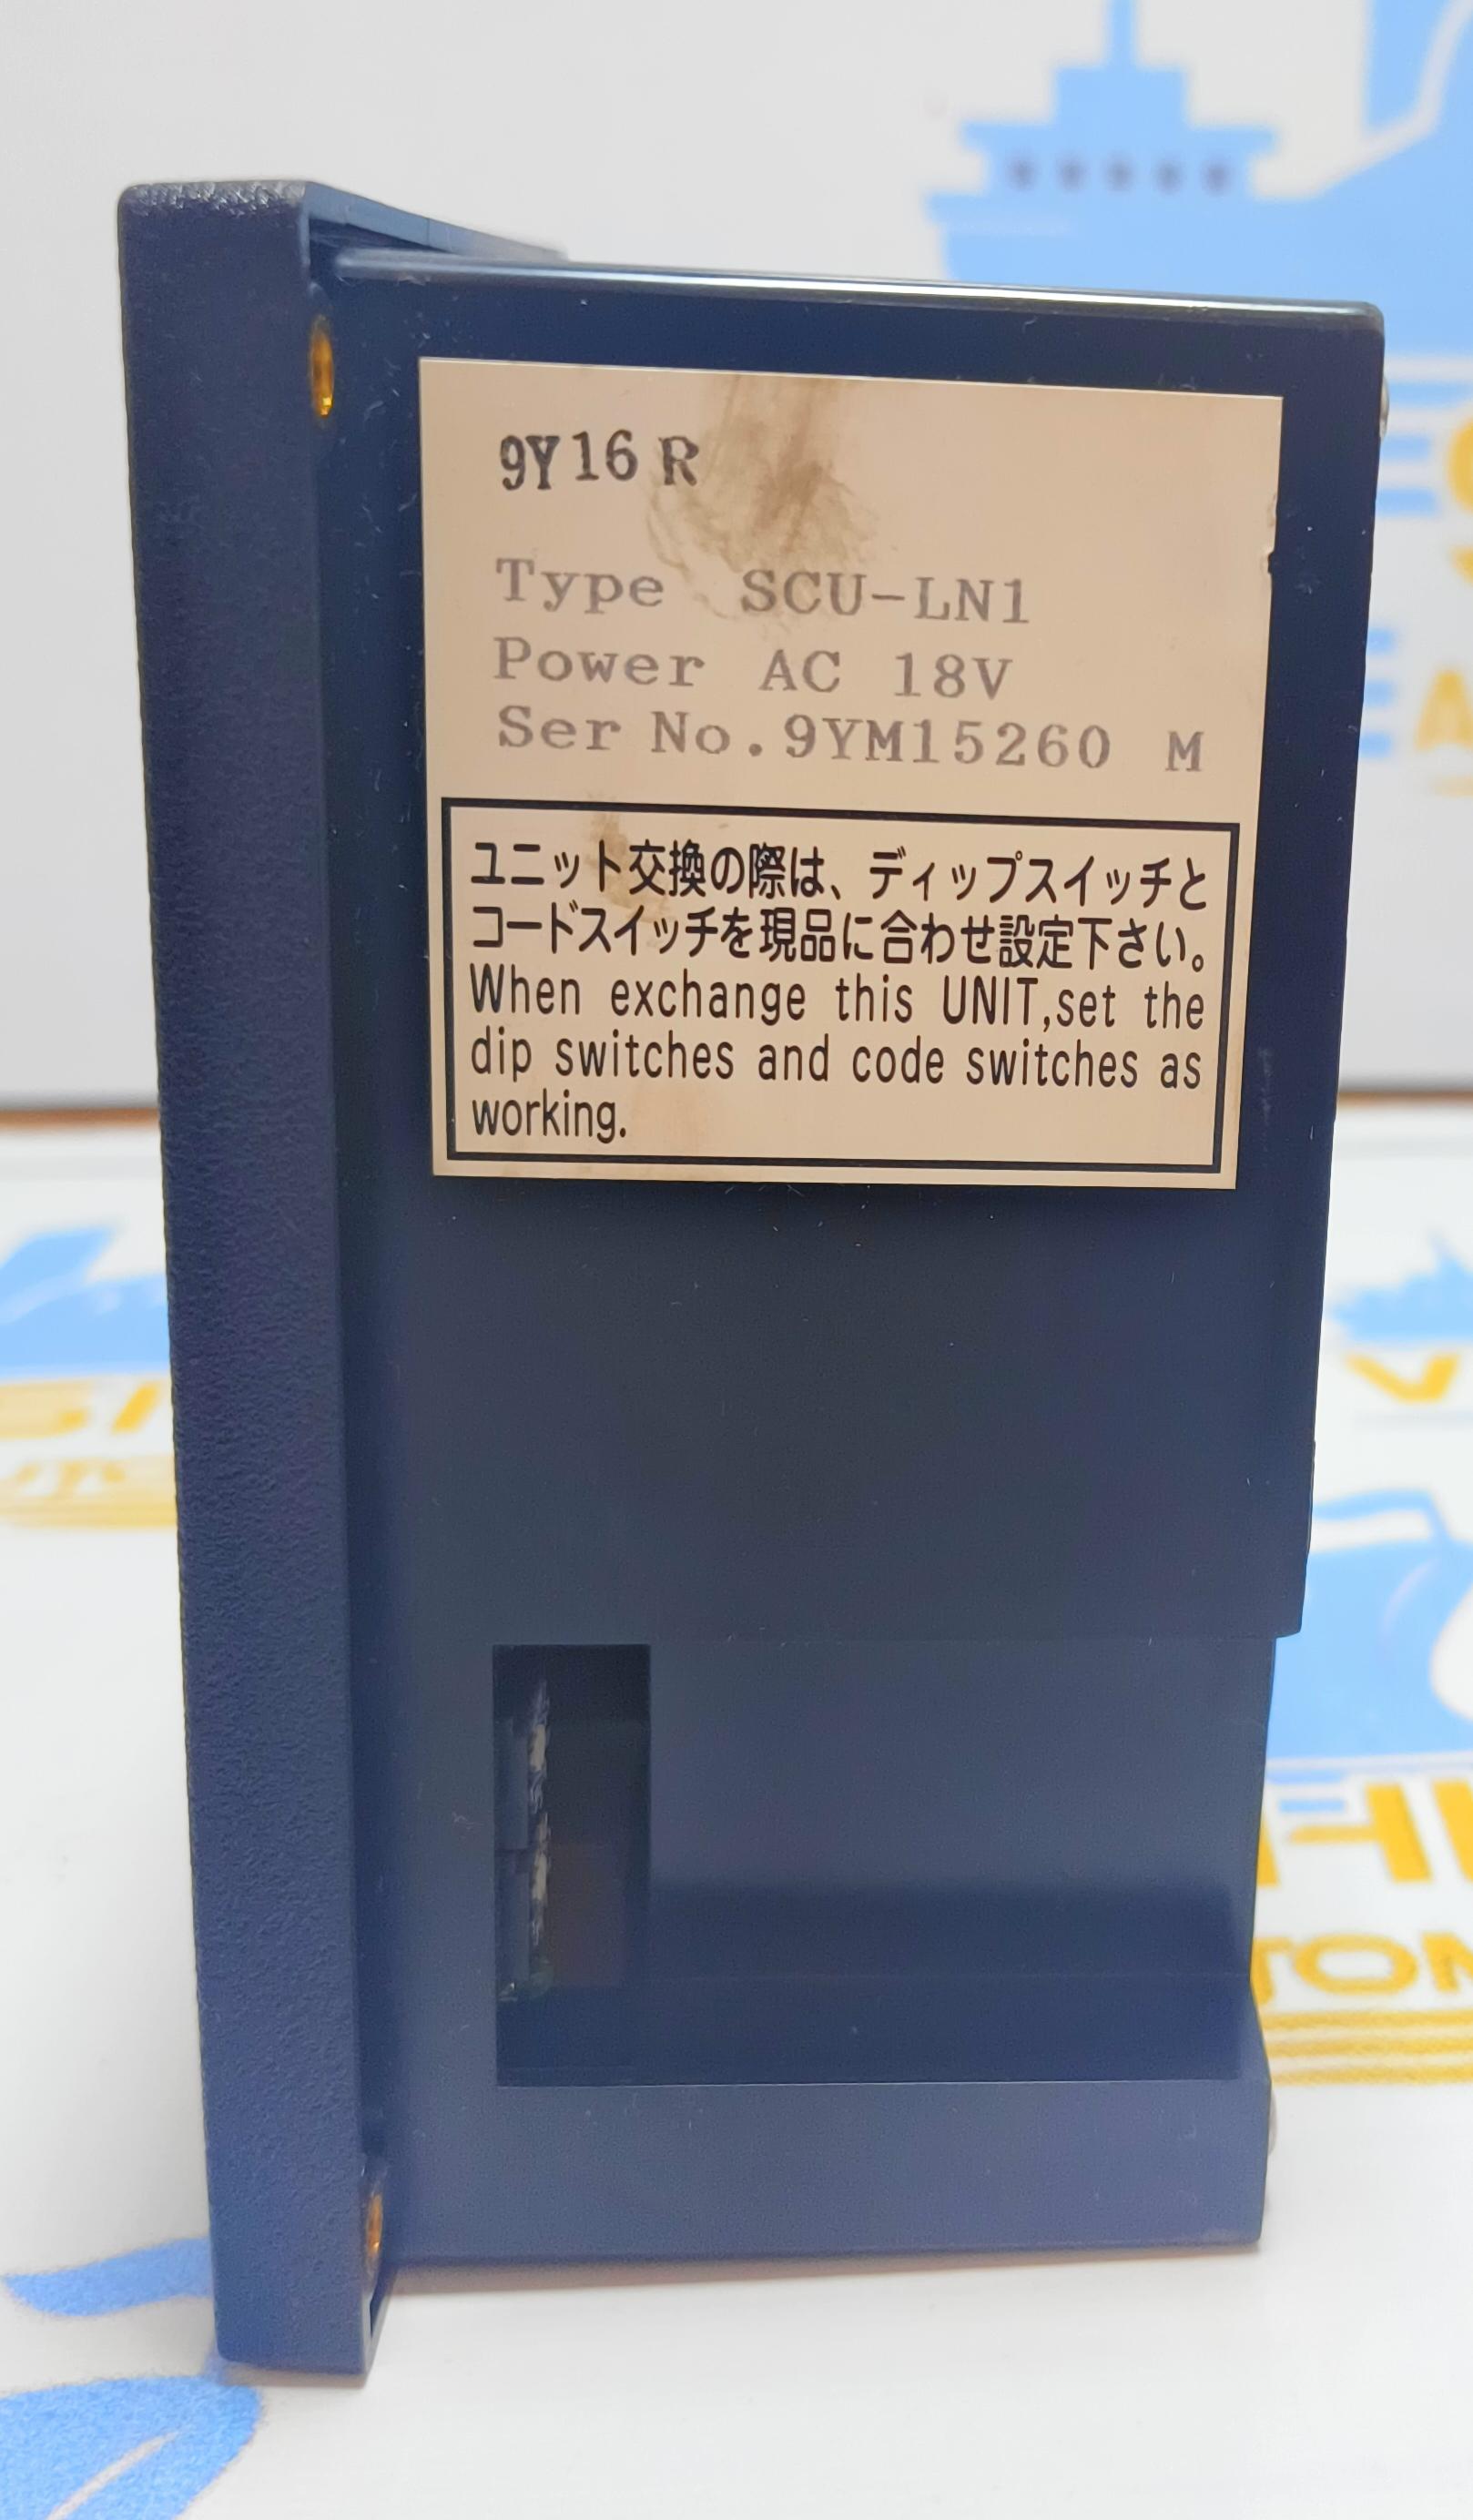 9Y16 R
Type SCU-LN1
Power AC 18V
Ser No.9YM15260 M
ユニット交換の際は、ディップスイッチと
コードスイッチを現品に合わせ設定下さい。
When exchange this UNIT,set the
dip switches and code switches as
working.